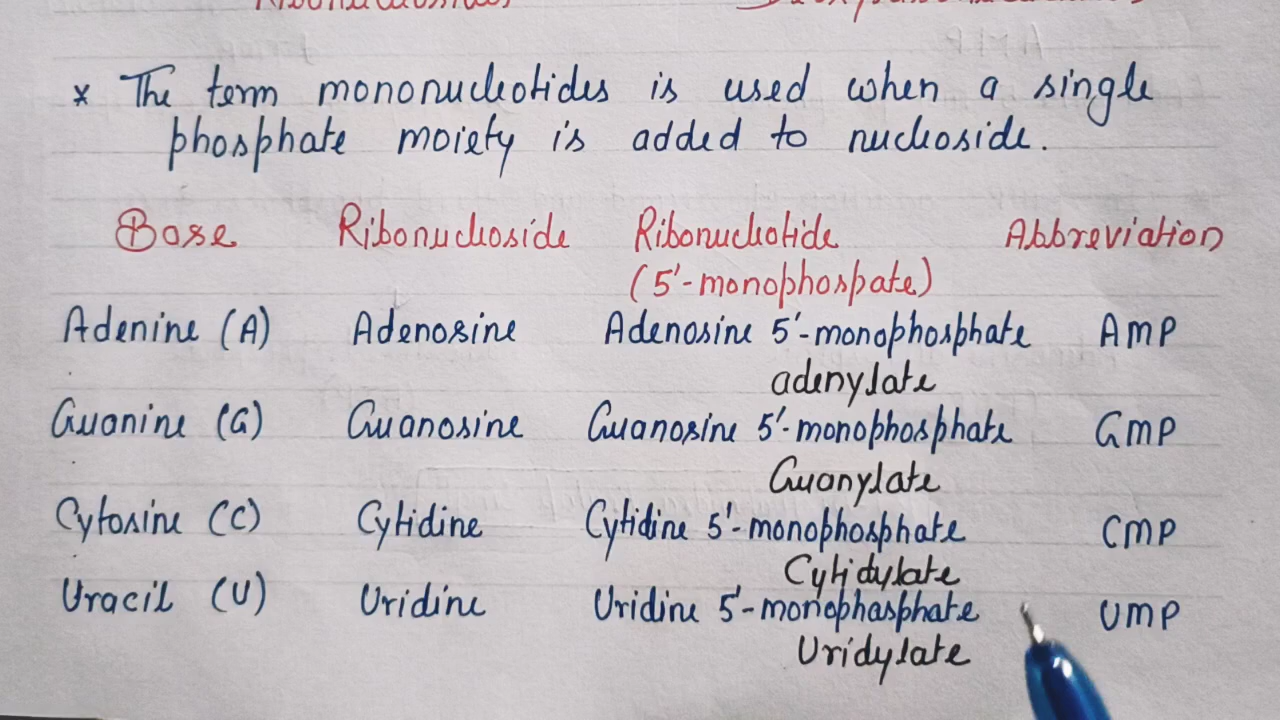 * The term mononucleotides is used when a single
phosphate moiety is added to nucleoside.
Base Ribonucleoside Ribonucleotide Abbreviation
(5'-monophospate)
Adenine (A) Adenosine Adenosine 5'-monophosphate AMP
adenylate
Guanine (G) Guanosine Guanosine 5'-monophosphate GMP
Guanylate
Cytosine (C) Cytidine Cytidine 5'-monophosphate CMP
Cytidylate
Uracil (U) Uridine Uridine 5'-monophasphate UMP
Uridylate